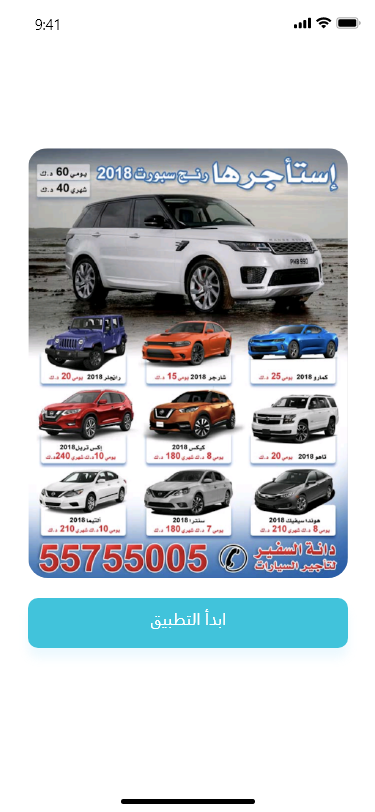 9:41
إستأجرها رنج سبورت 2018
يومي 60 د.ك
شهري 40 د.ك
كمارو 2018 يومي 25 د.ك
شارجر 2018 يومي 15 د.ك
رانجلر 2018 يومي 20 د.ك
تاهو 2018 يومي 20 د.ك
كيكس 2018
يومي 8 د.ك شهري 180 د.ك
إكس تريل 2018
يومي 10 د.ك شهري 240 د.ك
هوندا سيفيك 2018
يومي 8 د.ك شهري 210 د.ك
سنترا 2018
يومي 7 د.ك شهري 180 د.ك
ألتيما 2018
يومي 10 د.ك شهري 210 د.ك
دانة السفير
لتأجير السيارات
55755005
ابدأ التطبيق